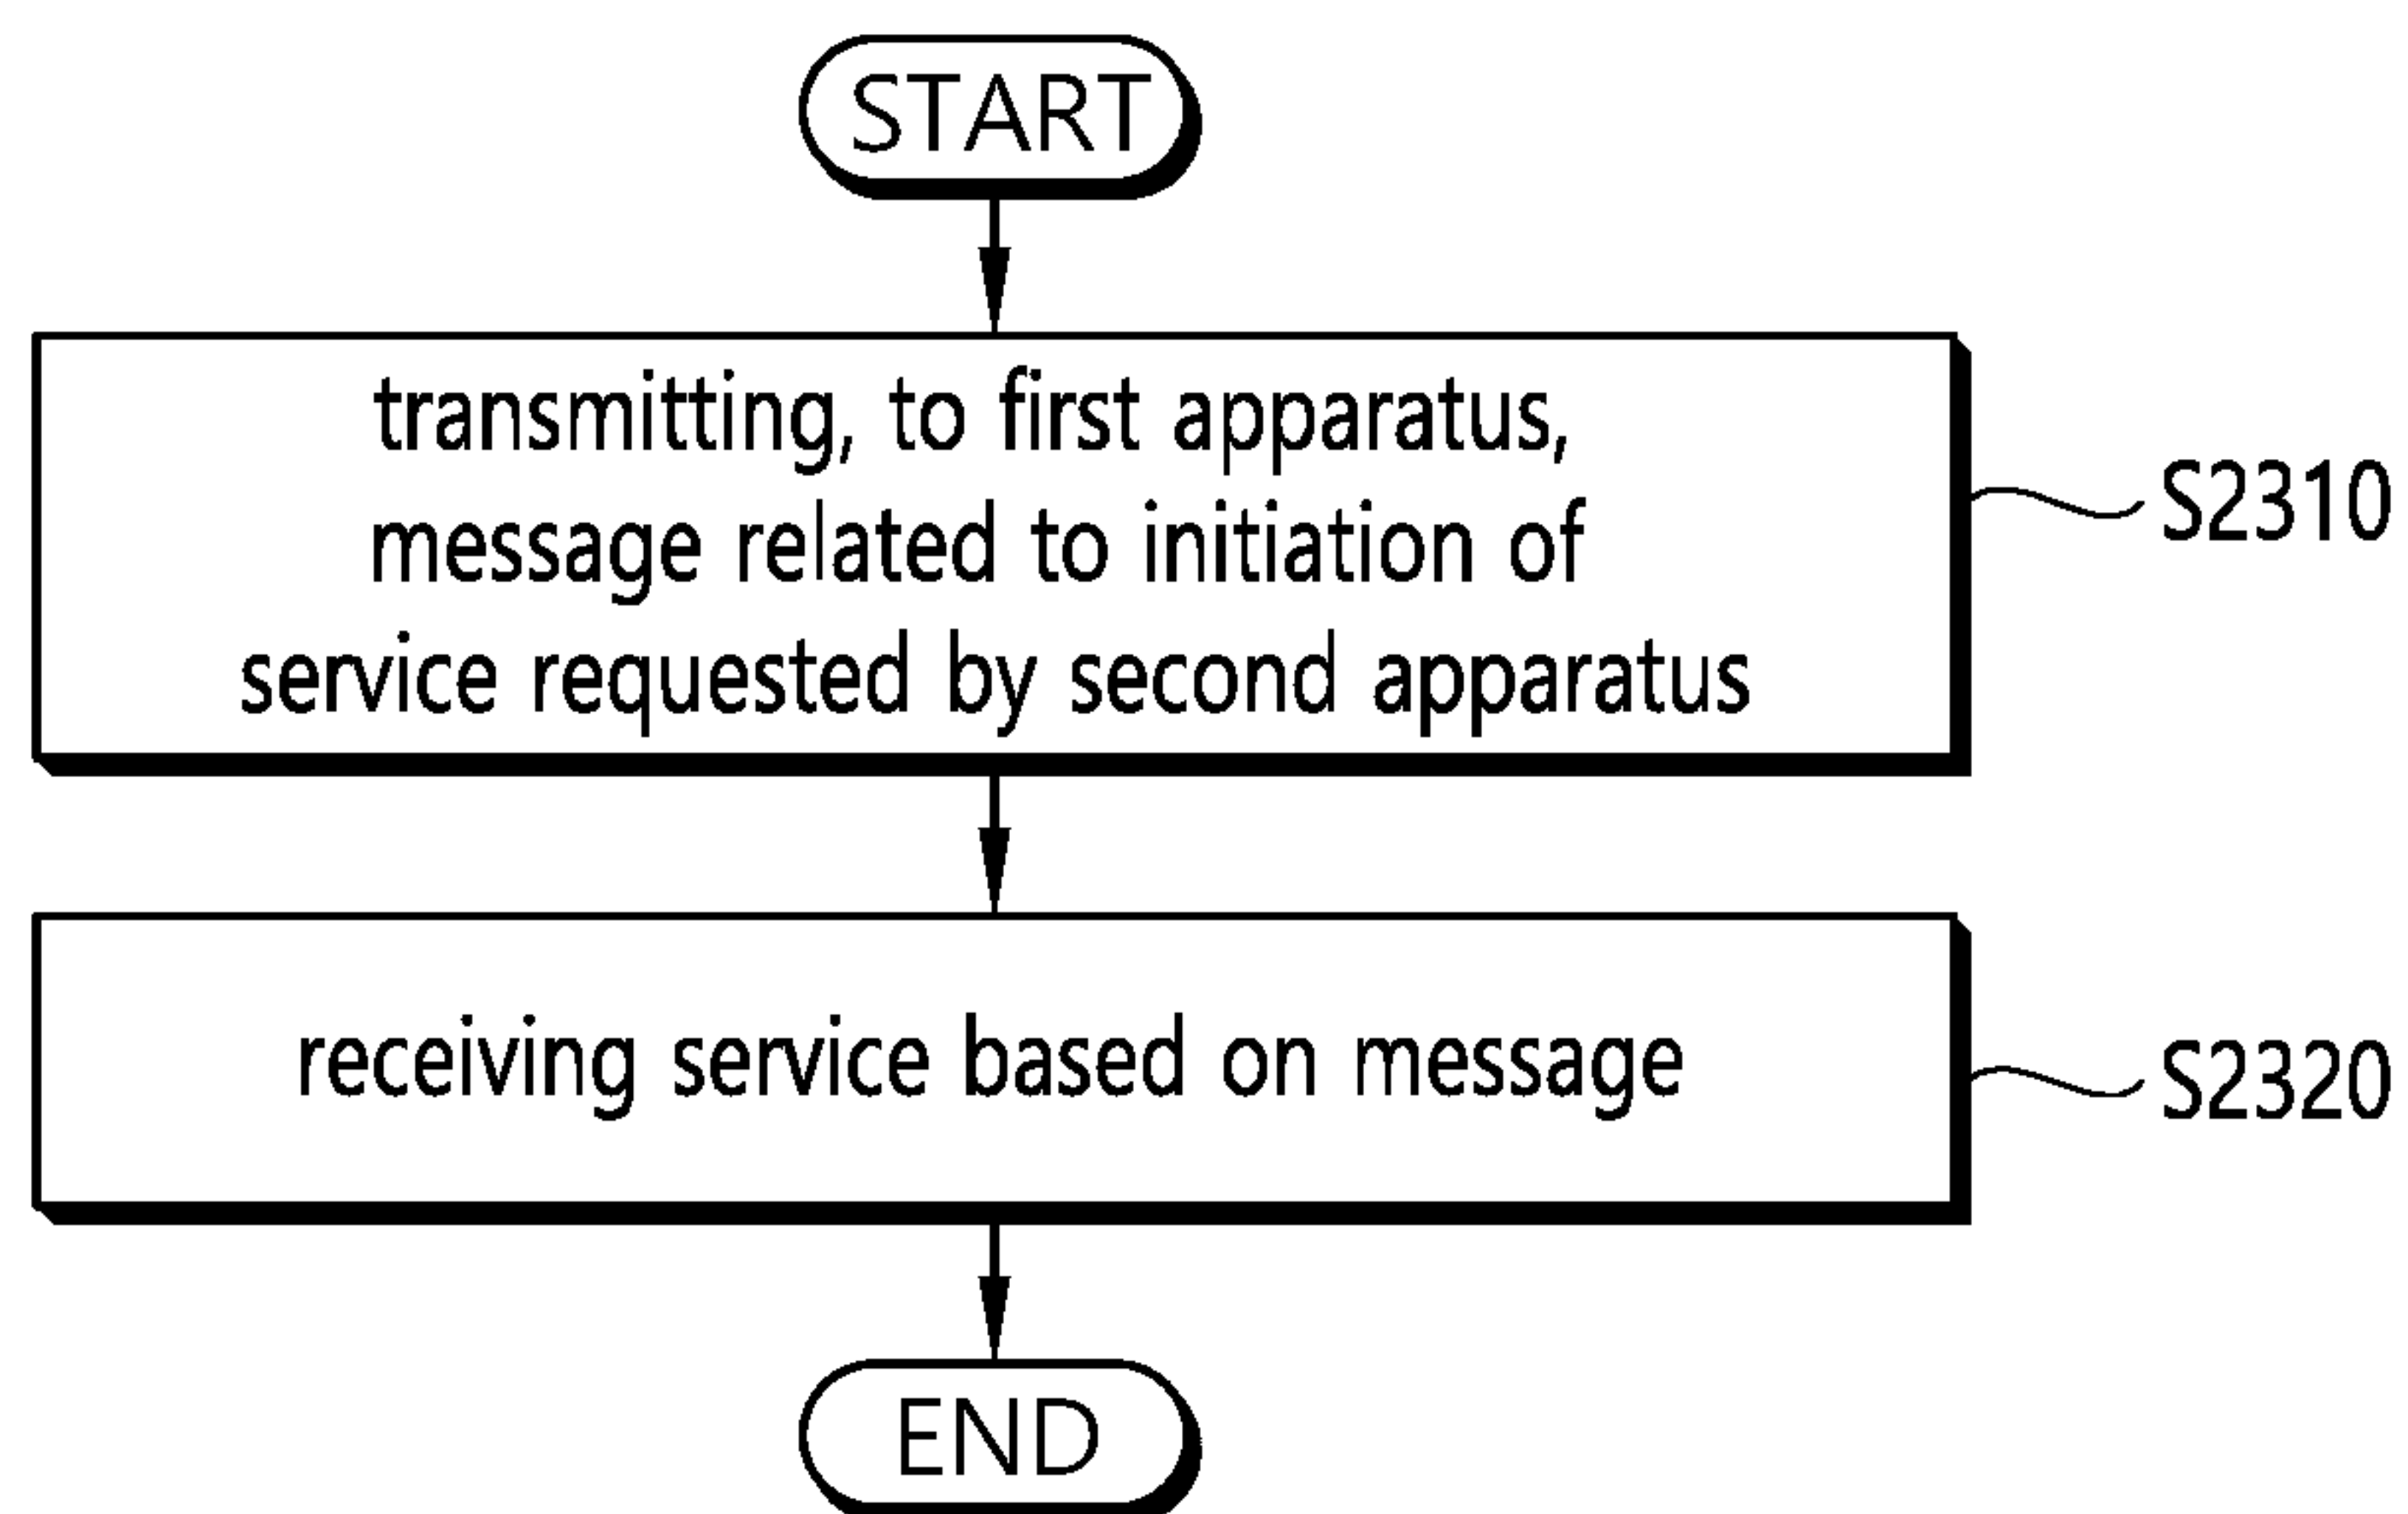 START
transmitting, to first apparatus,
message related to initiation of
service requested by second apparatus
S2310
receiving service based on message
S2320
END